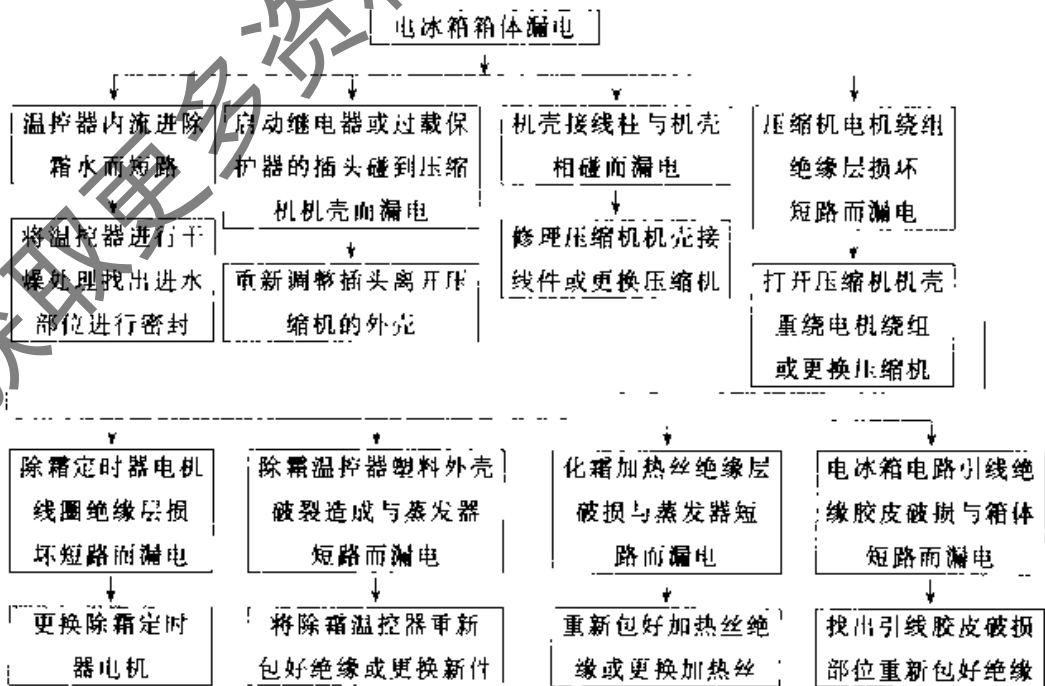 电冰箱箱体漏电
温控器内流进除
霜水而短路
启动继电器或过载保
护器的插头碰到压缩
机机壳而漏电
机壳接线柱与机壳
相碰而漏电
压缩机电机绕组
绝缘层损坏
短路而漏电
将温控器进行干
燥处理找出进水
部位进行密封
重新调整插头离开压
缩机的外壳
修理压缩机机壳接
线件或更换压缩机
打开压缩机机壳
重绕电机绕组
或更换压缩机
除霜定时器电机
线圈绝缘层损
坏短路而漏电
除霜温控器塑料外壳
破裂造成与蒸发器
短路而漏电
化霜加热丝绝缘层
破损与蒸发器短
路而漏电
电冰箱电路引线绝
缘胶皮破损与箱体
短路而漏电
更换除霜定时
器电机
将除霜温控器重新
包好绝缘或更换新件
重新包好加热丝绝
缘或更换加热丝
找出引线胶皮破损
部位重新包好绝缘
获取更多资